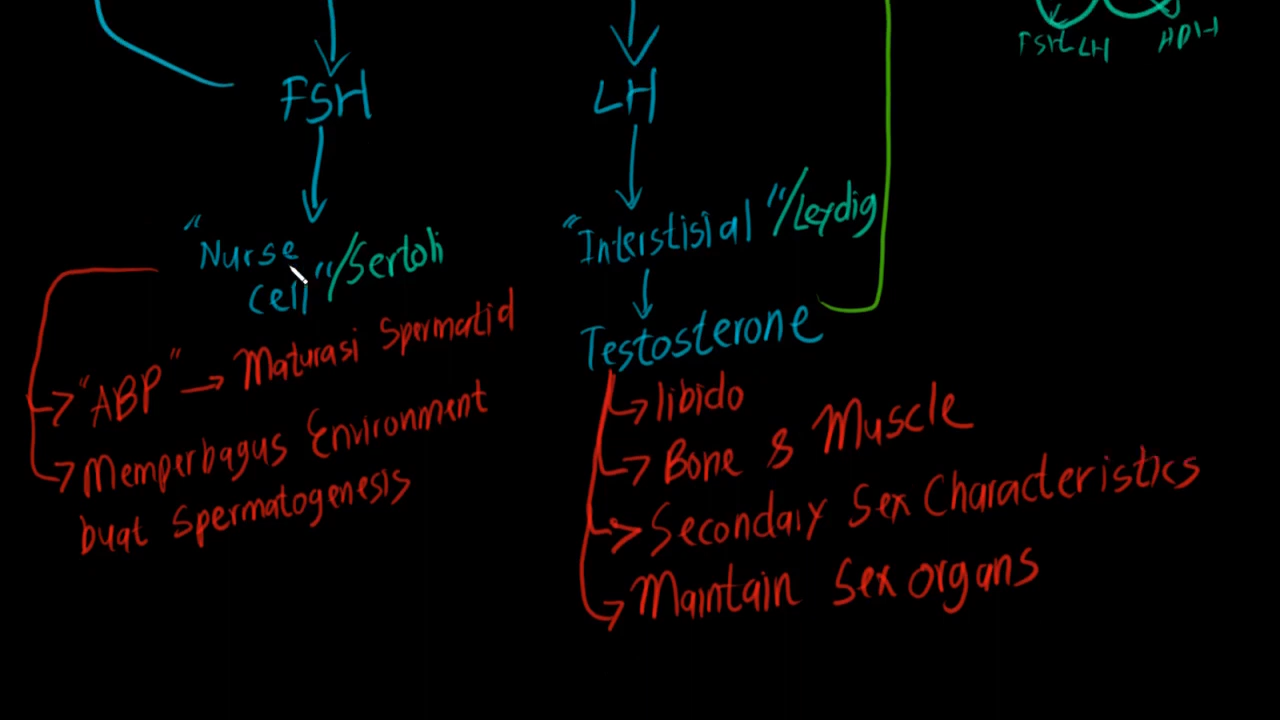 FSH LH ADH
FSH
LH
"Nurse
Cell"/Sertoli
"Interstisial"/Leydig
Testosterone
"ABP" → Maturasi Spermatid
Memperbagus Environment
buat Spermatogenesis
libido
Bone & Muscle
Secondary Sex Characteristics
Maintain Sex organs